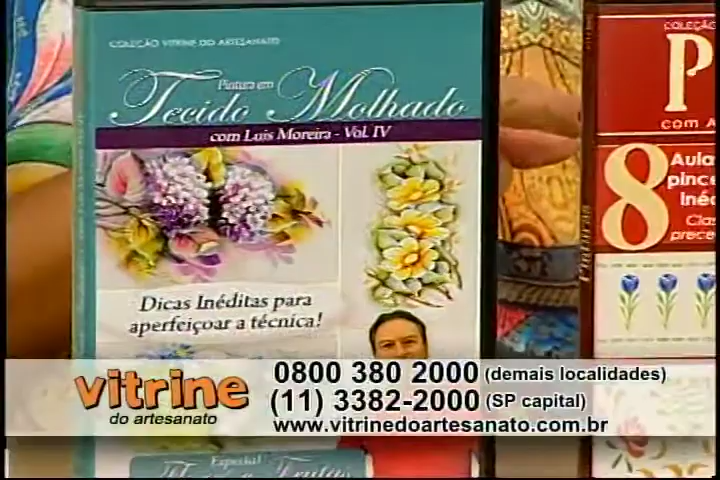 COLEÇÃO VITRINE DO ARTESANATO
Pintura em
Tecido Molhado
com Luis Moreira - Vol. IV
Dicas Inéditas para
aperfeiçoar a técnica!
Especial!
COLEÇÃO
P
com A
8
Aula
pince
Inéd
Clas
prece
vitrine
do artesanato
0800 380 2000 (demais localidades)
(11) 3382-2000 (SP capital)
www.vitrinedoartesanato.com.br